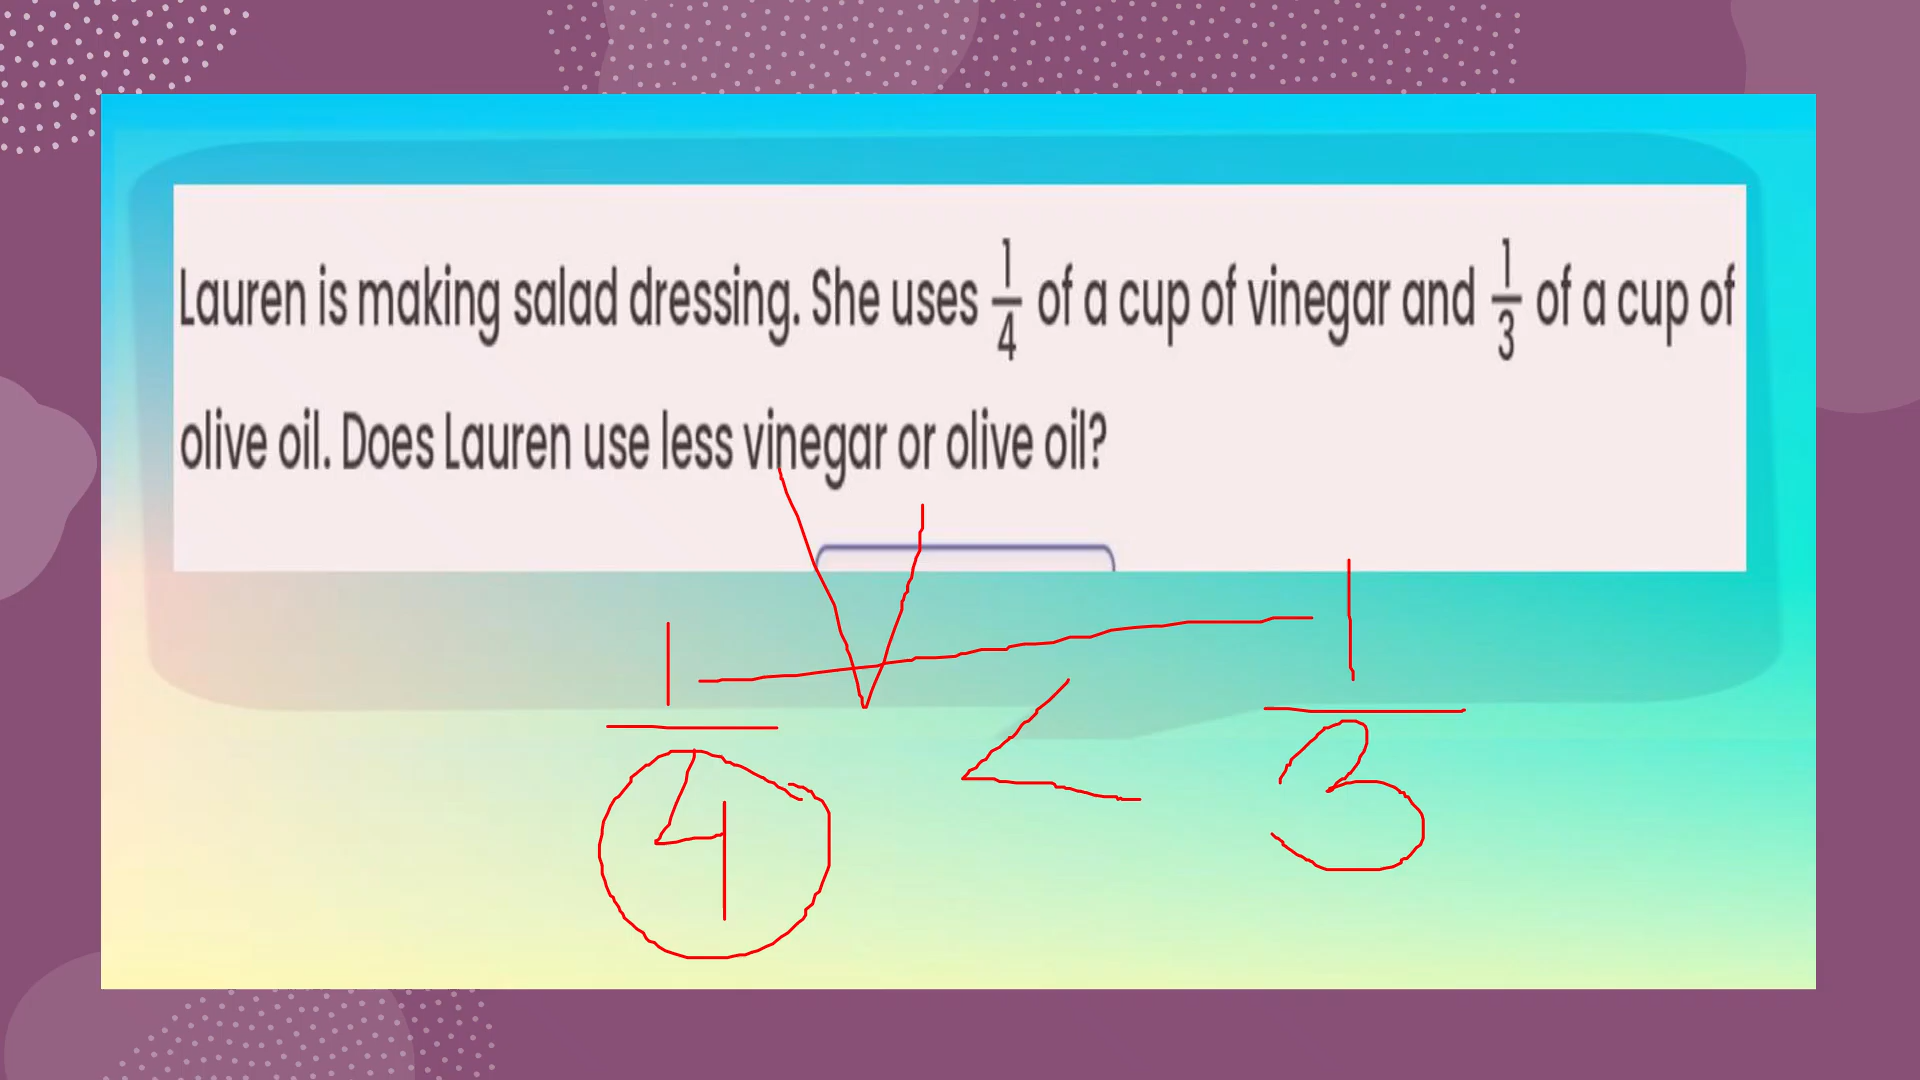 Lauren is making salad dressing. She uses 1/4 of a cup of vinegar and 1/3 of a cup of
olive oil. Does Lauren use less vinegar or olive oil?
V
1/4 < 1/3